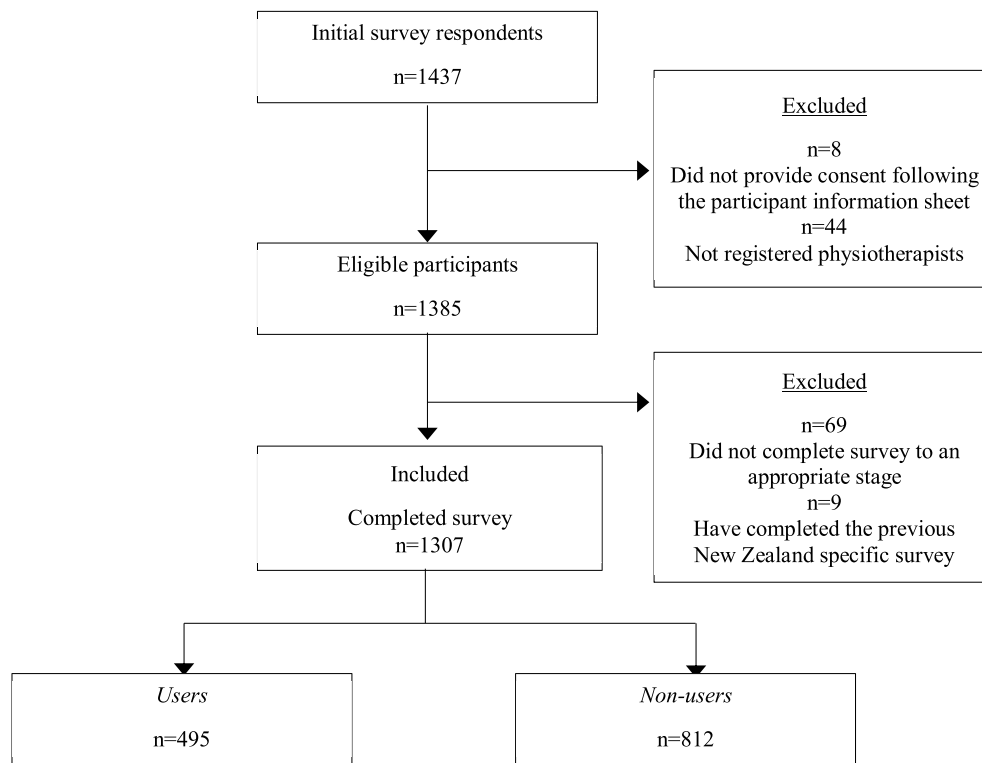 Initial survey respondents
n=1437
Excluded
n=8
Did not provide consent following
the participant information sheet
n=44
Not registered physiotherapists
Eligible participants
n=1385
Excluded
n=69
Did not complete survey to an
appropriate stage
n=9
Have completed the previous
New Zealand specific survey
Included
Completed survey
n=1307
Users
n=495
Non-users
n=812